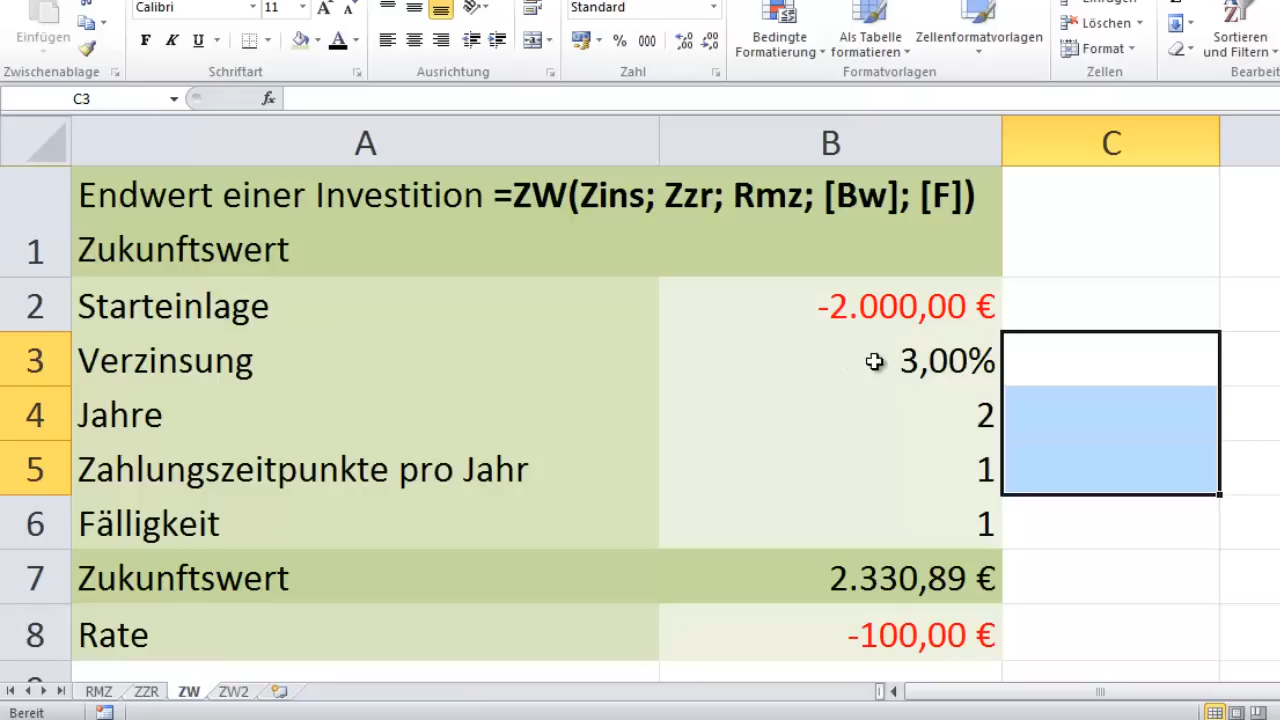 Calibri 11 Standard
Einfügen F K U % 000 Bedingte Formatierung Als Tabelle formatieren Zellenformatvorlagen Löschen Format Sortieren und Filtern
Zwischenablage Schriftart Ausrichtung Zahl Formatvorlagen Zellen
C3 fx
A B C
Endwert einer Investition =ZW(Zins; Zzr; Rmz; [Bw]; [F])
1 Zukunftswert
2 Starteinlage -2.000,00 €
3 Verzinsung 3,00%
4 Jahre 2
5 Zahlungszeitpunkte pro Jahr 1
6 Fälligkeit 1
7 Zukunftswert 2.330,89 €
8 Rate -100,00 €
RMZ ZZR ZW ZW2
Bereit